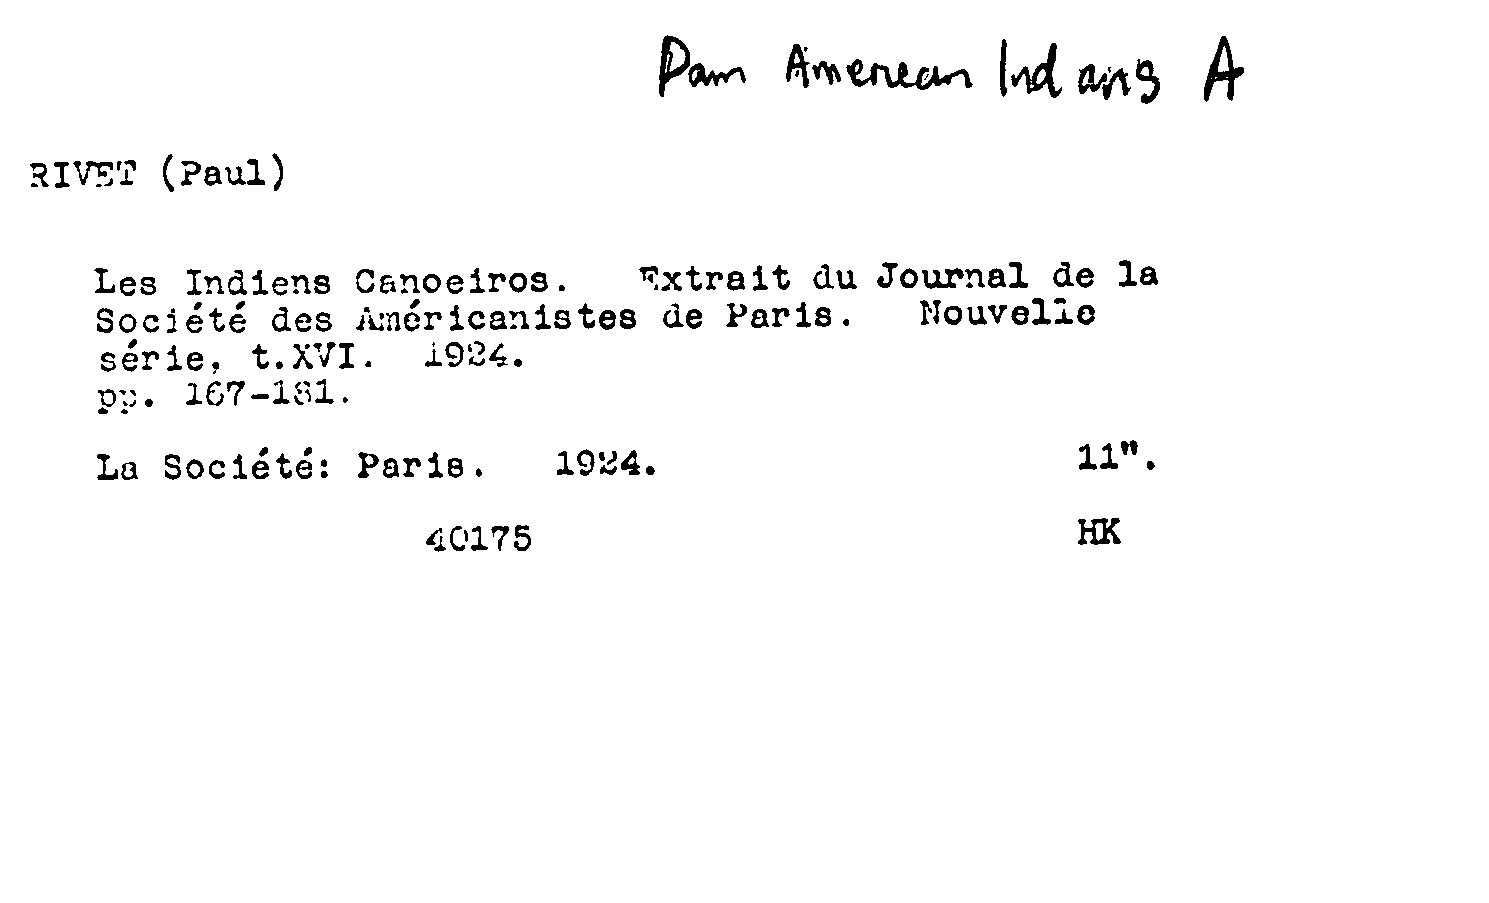 Pam American Indians A
RIVET (Paul)
Les Indiens Canoeiros. Extrait du Journal de la
Société des Américanistes de Paris. Nouvelle
série, t.XVI. 1924.
pp. 167-181.
La Société: Paris. 1924. 11".
40175 HK